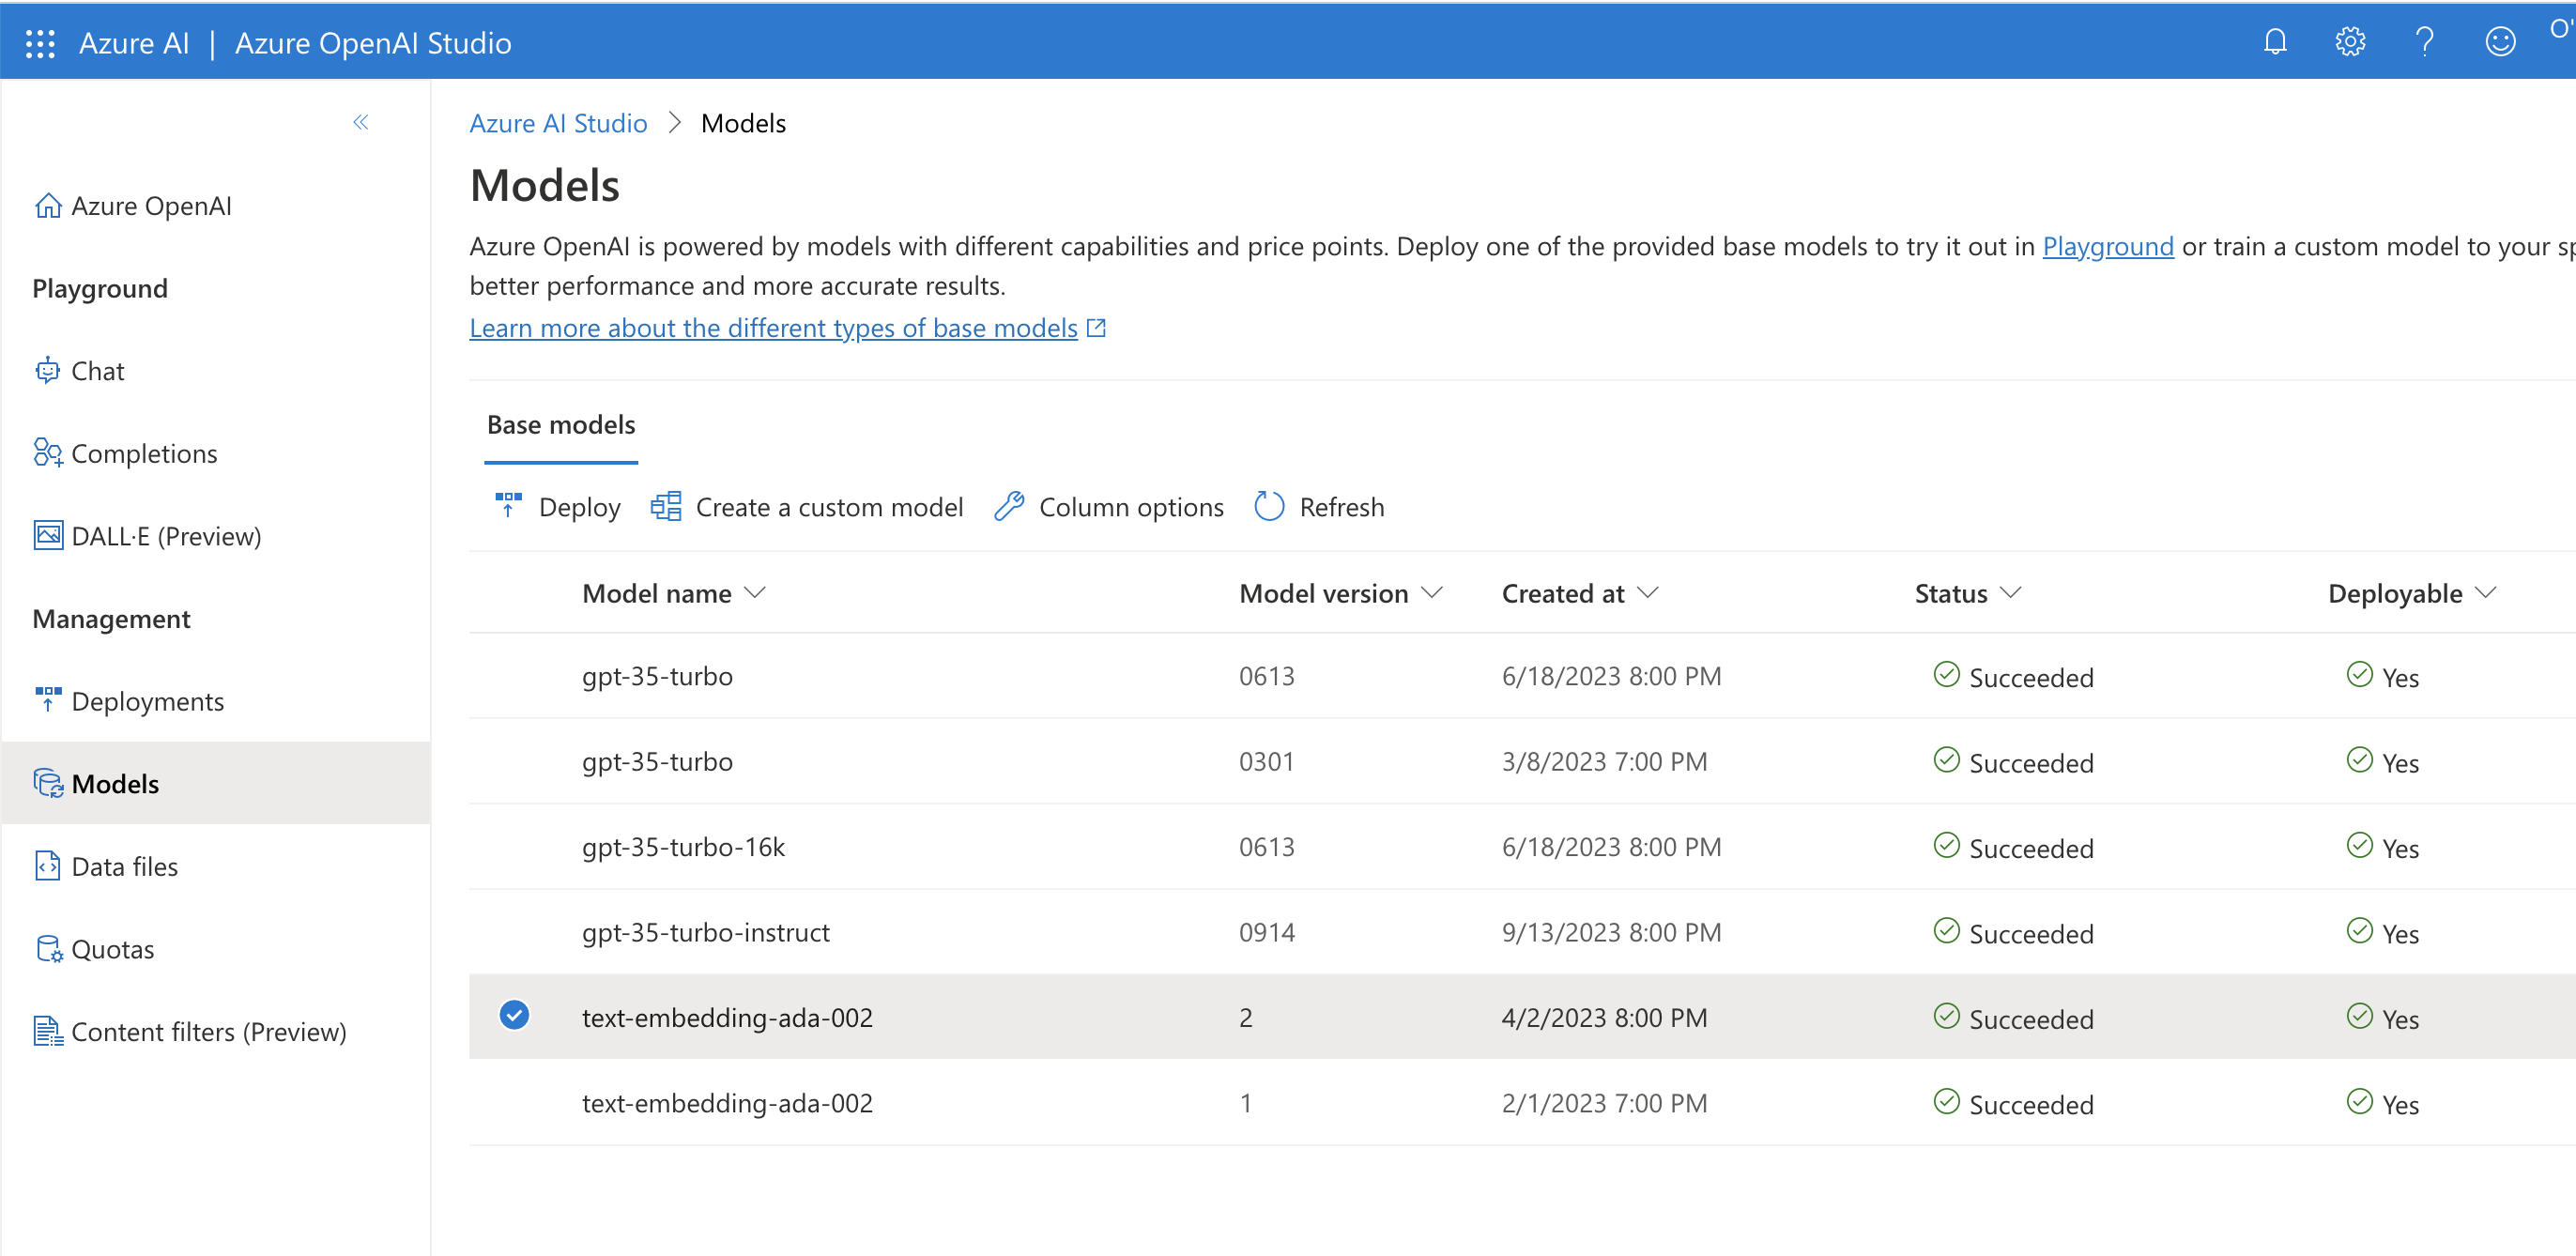 Azure AI | Azure OpenAI Studio
Azure AI Studio > Models
Models
Azure OpenAI is powered by models with different capabilities and price points. Deploy one of the provided base models to try it out in Playground or train a custom model to your
better performance and more accurate results.
Learn more about the different types of base models
Azure OpenAI
Playground
Chat
Completions
DALL·E (Preview)
Management
Deployments
Models
Data files
Quotas
Content filters (Preview)
Base models
Deploy Create a custom model Column options Refresh
Model name Model version Created at Status Deployable
gpt-35-turbo 0613 6/18/2023 8:00 PM Succeeded Yes
gpt-35-turbo 0301 3/8/2023 7:00 PM Succeeded Yes
gpt-35-turbo-16k 0613 6/18/2023 8:00 PM Succeeded Yes
gpt-35-turbo-instruct 0914 9/13/2023 8:00 PM Succeeded Yes
text-embedding-ada-002 2 4/2/2023 8:00 PM Succeeded Yes
text-embedding-ada-002 1 2/1/2023 7:00 PM Succeeded Yes